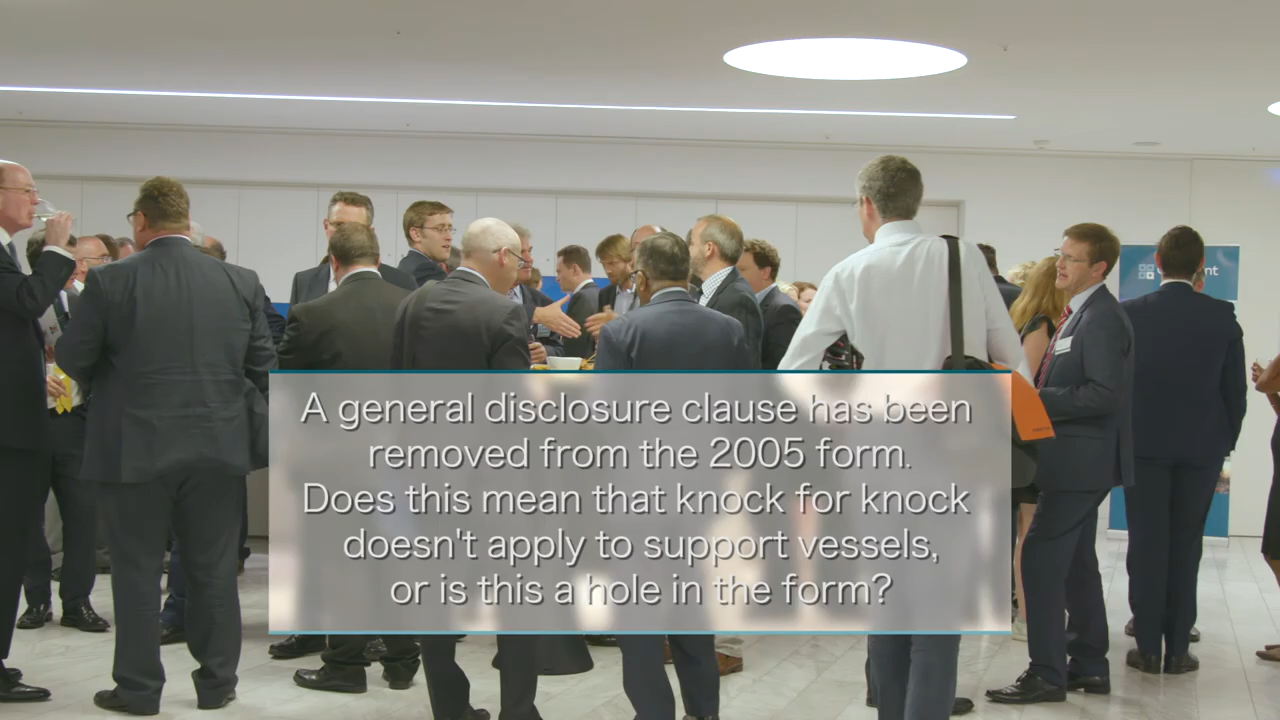 A general disclosure clause has been
removed from the 2005 form.
Does this mean that knock for knock
doesn't apply to support vessels,
or is this a hole in the form?